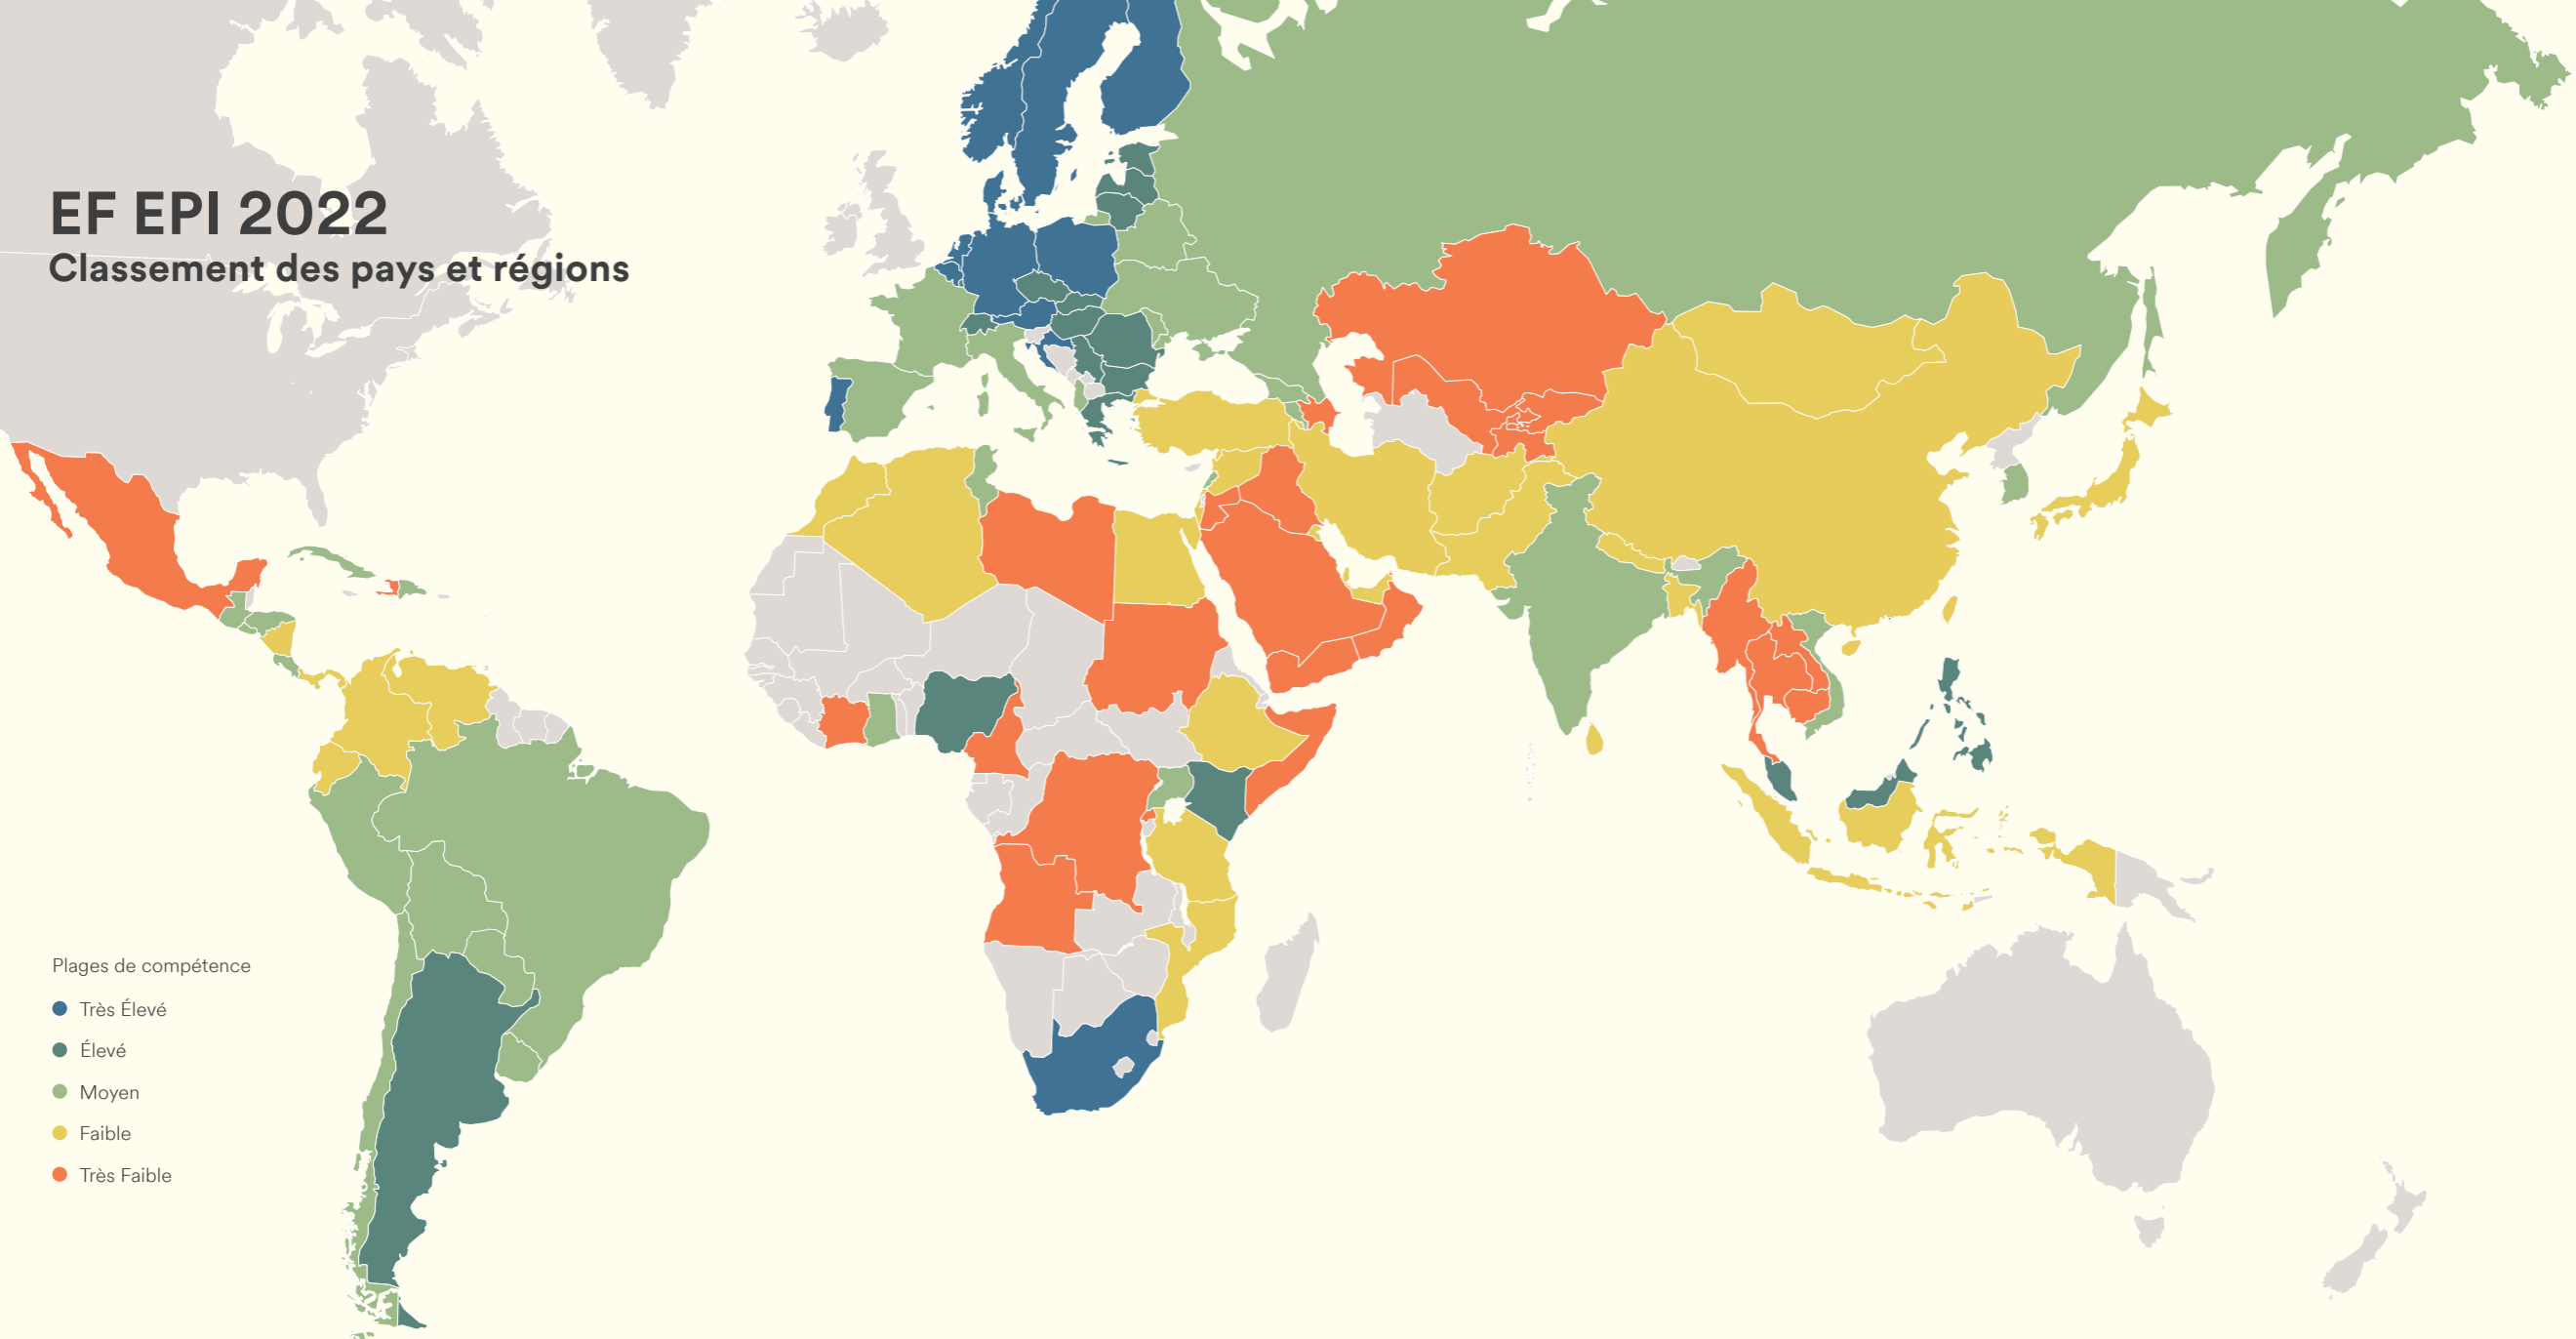 EF EPI 2022
Classement des pays et régions
Plages de compétence
Très Élevé
Élevé
Moyen
Faible
Très Faible